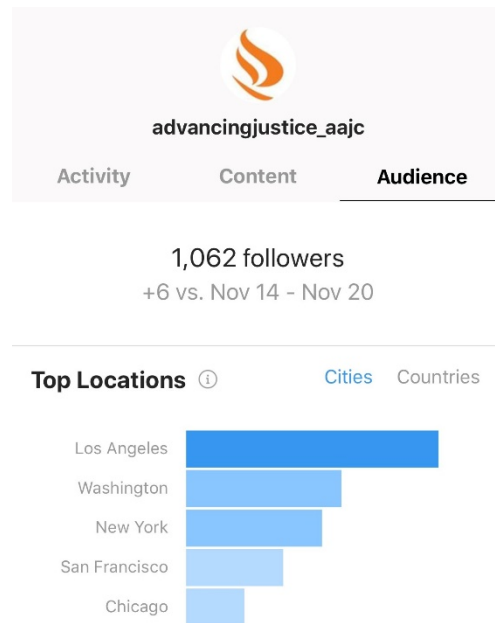 advancingjustice_aajc
Activity Content Audience
1,062 followers
+6 vs. Nov 14 - Nov 20
Top Locations Cities Countries
Los Angeles
Washington
New York
San Francisco
Chicago